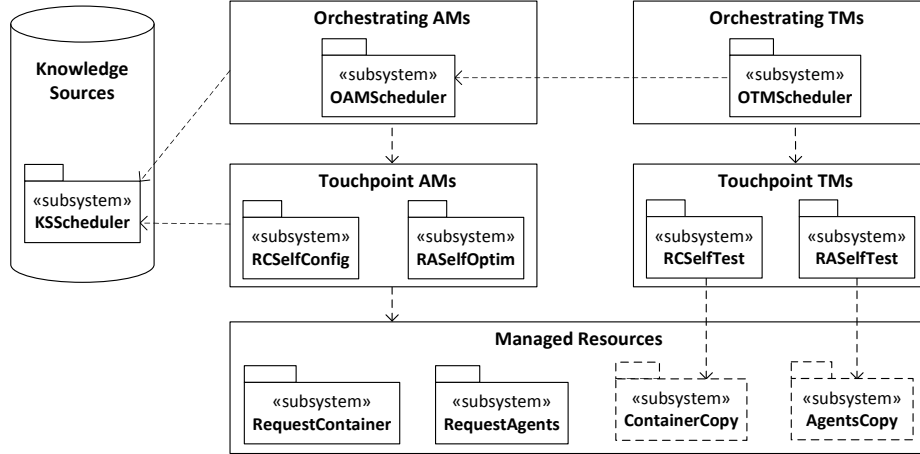 Knowledge
Sources
«subsystem»
KSScheduler
Orchestrating AMs
«subsystem»
OAMScheduler
Orchestrating TMs
«subsystem»
OTMScheduler
Touchpoint AMs
«subsystem»
RCSelfConfig
«subsystem»
RASelfOptim
Touchpoint TMs
«subsystem»
RCSelfTest
«subsystem»
RASelfTest
Managed Resources
«subsystem»
RequestContainer
«subsystem»
RequestAgents
«subsystem»
ContainerCopy
«subsystem»
AgentsCopy